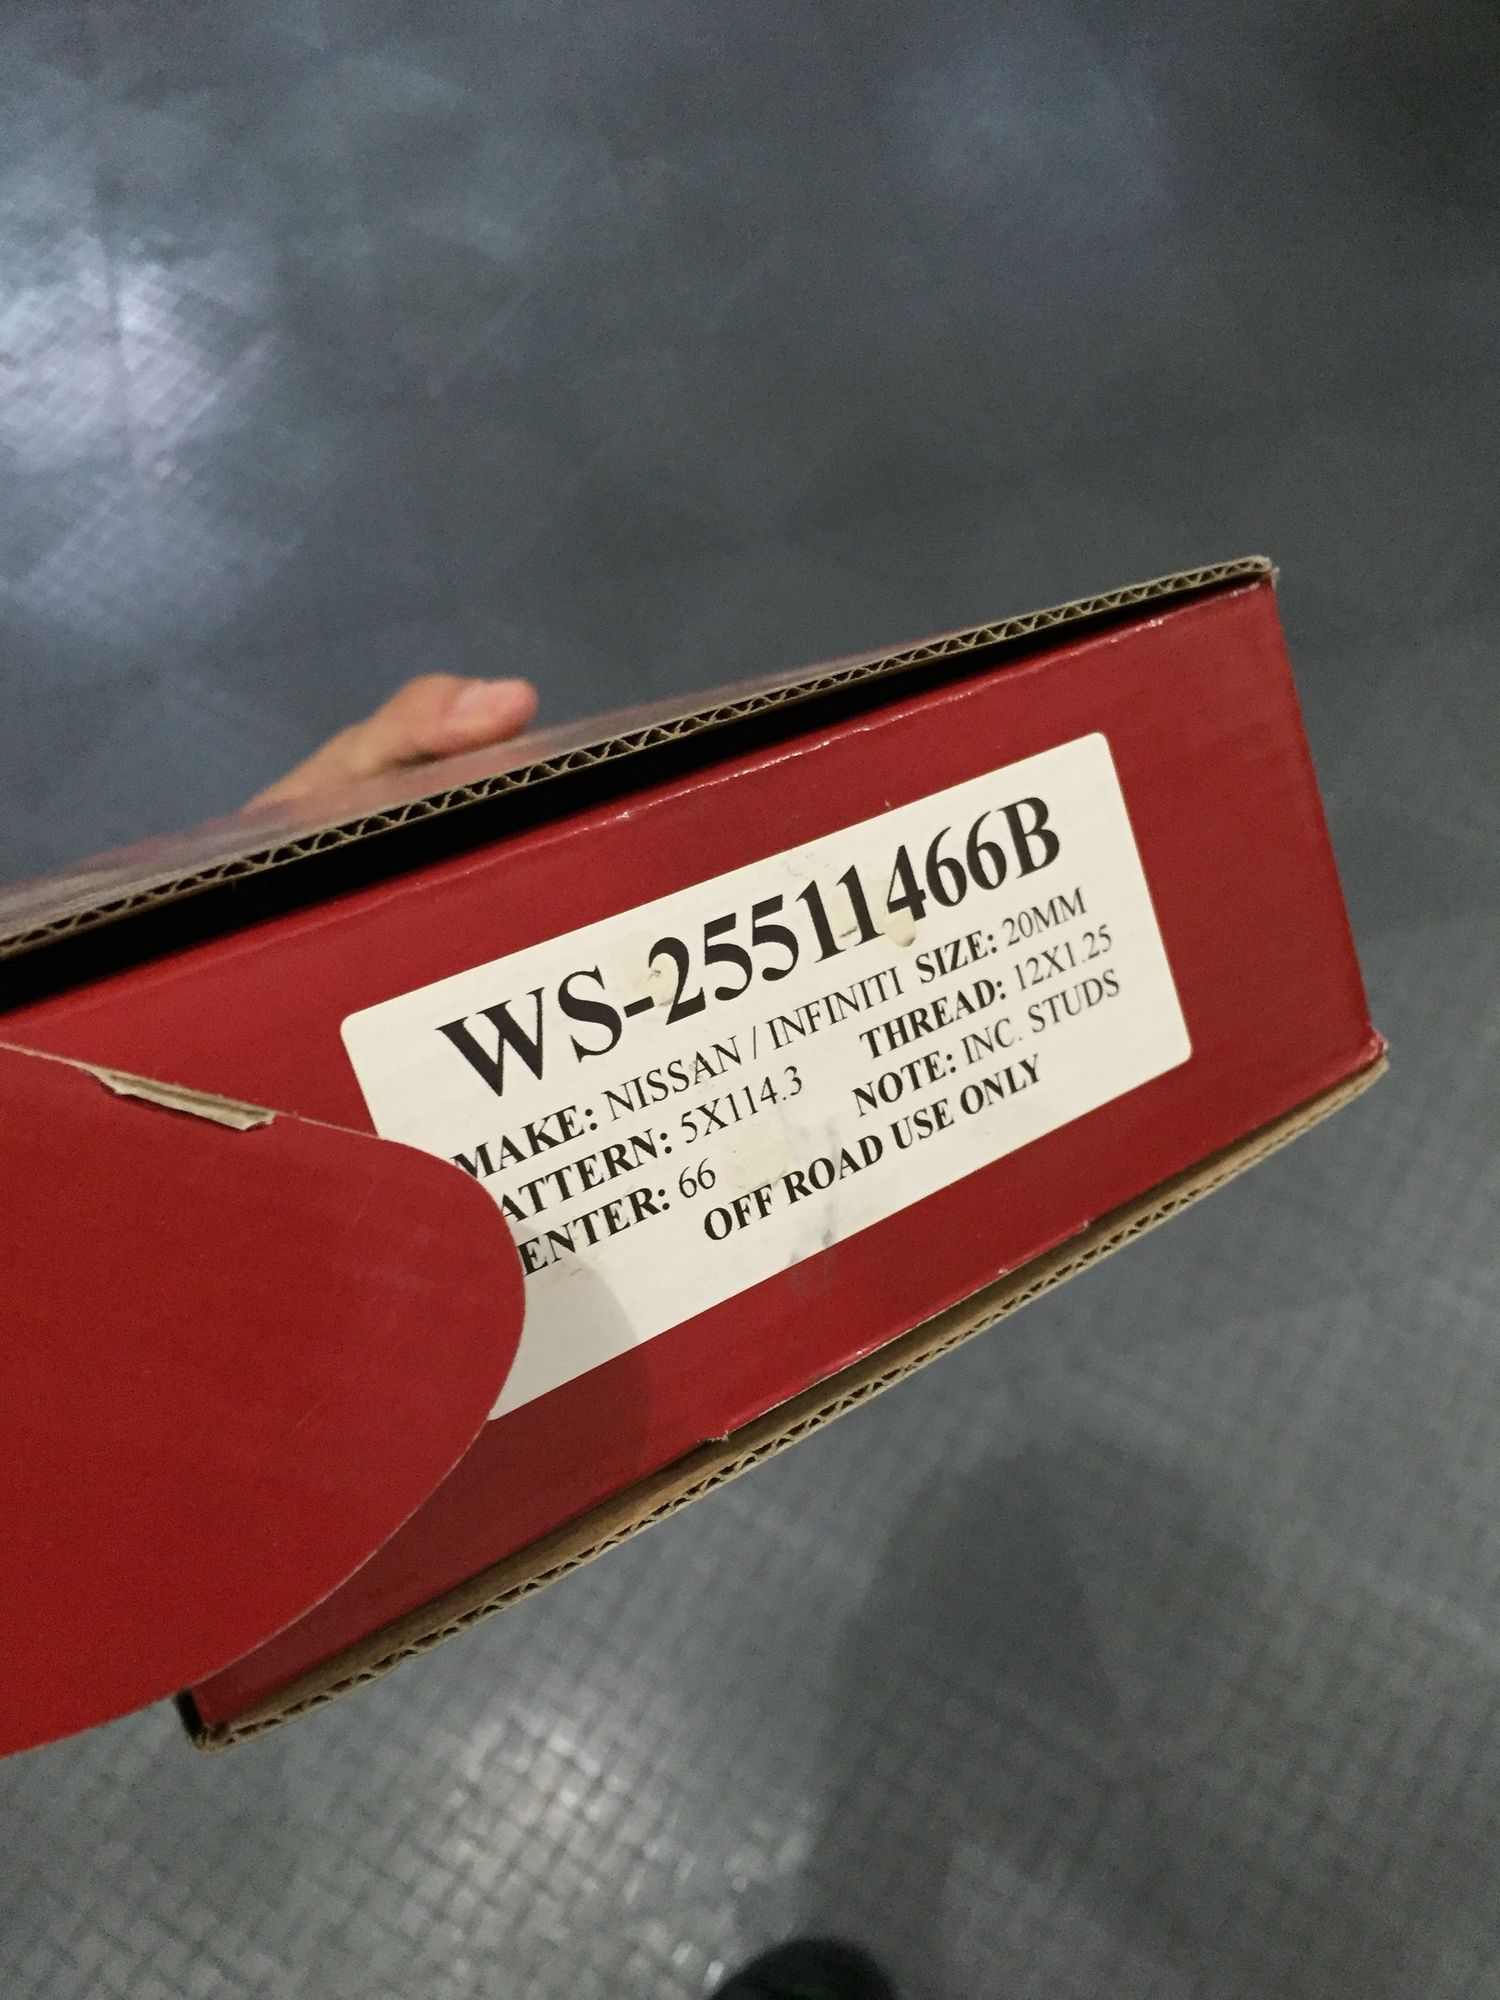 WS-25511466B
MAKE: NISSAN / INFINITI SIZE: 20MM
ATTERN: 5X114.3 THREAD: 12X1.25
ENTER: 66 NOTE: INC. STUDS
OFF ROAD USE ONLY